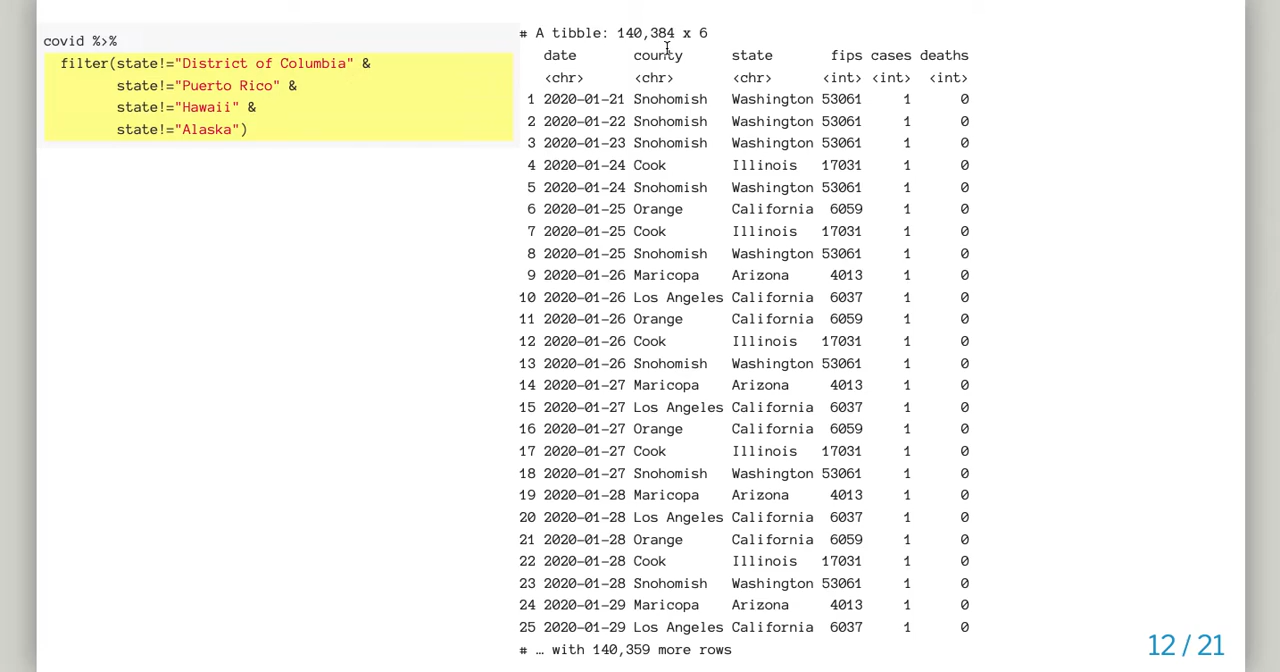 covid %>%
  filter(state!="District of Columbia" &
         state!="Puerto Rico" &
         state!="Hawaii" &
         state!="Alaska")
# A tibble: 140,384 x 6
   date       county      state       fips cases deaths
   <chr>      <chr>       <chr>      <int> <int>  <int>
 1 2020-01-21 Snohomish   Washington 53061     1      0
 2 2020-01-22 Snohomish   Washington 53061     1      0
 3 2020-01-23 Snohomish   Washington 53061     1      0
 4 2020-01-24 Cook        Illinois   17031     1      0
 5 2020-01-24 Snohomish   Washington 53061     1      0
 6 2020-01-25 Orange      California  6059     1      0
 7 2020-01-25 Cook        Illinois   17031     1      0
 8 2020-01-25 Snohomish   Washington 53061     1      0
 9 2020-01-26 Maricopa    Arizona     4013     1      0
10 2020-01-26 Los Angeles California  6037     1      0
11 2020-01-26 Orange      California  6059     1      0
12 2020-01-26 Cook        Illinois   17031     1      0
13 2020-01-26 Snohomish   Washington 53061     1      0
14 2020-01-27 Maricopa    Arizona     4013     1      0
15 2020-01-27 Los Angeles California  6037     1      0
16 2020-01-27 Orange      California  6059     1      0
17 2020-01-27 Cook        Illinois   17031     1      0
18 2020-01-27 Snohomish   Washington 53061     1      0
19 2020-01-28 Maricopa    Arizona     4013     1      0
20 2020-01-28 Los Angeles California  6037     1      0
21 2020-01-28 Orange      California  6059     1      0
22 2020-01-28 Cook        Illinois   17031     1      0
23 2020-01-28 Snohomish   Washington 53061     1      0
24 2020-01-29 Maricopa    Arizona     4013     1      0
25 2020-01-29 Los Angeles California  6037     1      0
# … with 140,359 more rows
12 / 21